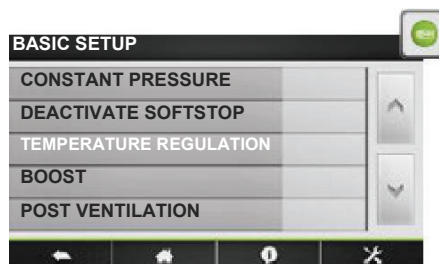 BASIC SETUP
CONSTANT PRESSURE
DEACTIVATE SOFTSTOP
TEMPERATURE REGULATION
BOOST
POST VENTILATION